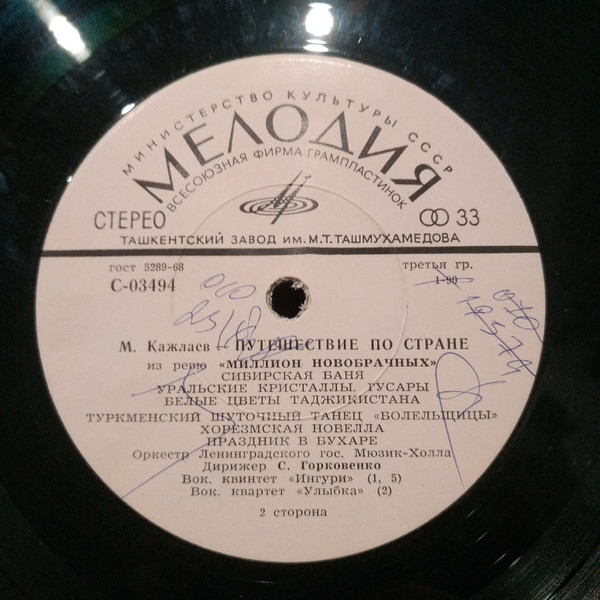 МИНИСТЕРСТВО КУЛЬТУРЫ СССР
МЕЛОДИЯ
ВСЕСОЮЗНАЯ ФИРМА ГРАМПЛАСТИНОК
СТЕРЕО 33
ТАШКЕНТСКИЙ ЗАВОД ИМ. М.Т. ТАШМУХАМЕДОВА
гост 5289-68 третья гр.
С-03494 1-90
М. Кажлаев — ПУТЕШЕСТВИЕ ПО СТРАНЕ
из ревю «МИЛЛИОН НОВОБРАЧНЫХ»
СИБИРСКАЯ БАНЯ
УРАЛЬСКИЕ КРИСТАЛЛЫ. ГУСАРЫ
БЕЛЫЕ ЦВЕТЫ ТАДЖИКИСТАНА
ТУРКМЕНСКИЙ ШУТОЧНЫЙ ТАНЕЦ «БОЛЕЛЬЩИЦЫ»
ХОРЕЗМСКАЯ НОВЕЛЛА
ПРАЗДНИК В БУХАРЕ
Оркестр Ленинградского гос. Мюзик-Холла
Дирижер С. Горковенко
Вок. квинтет «Ингури» (1, 5)
Вок. квартет «Улыбка» (2)
2 сторона